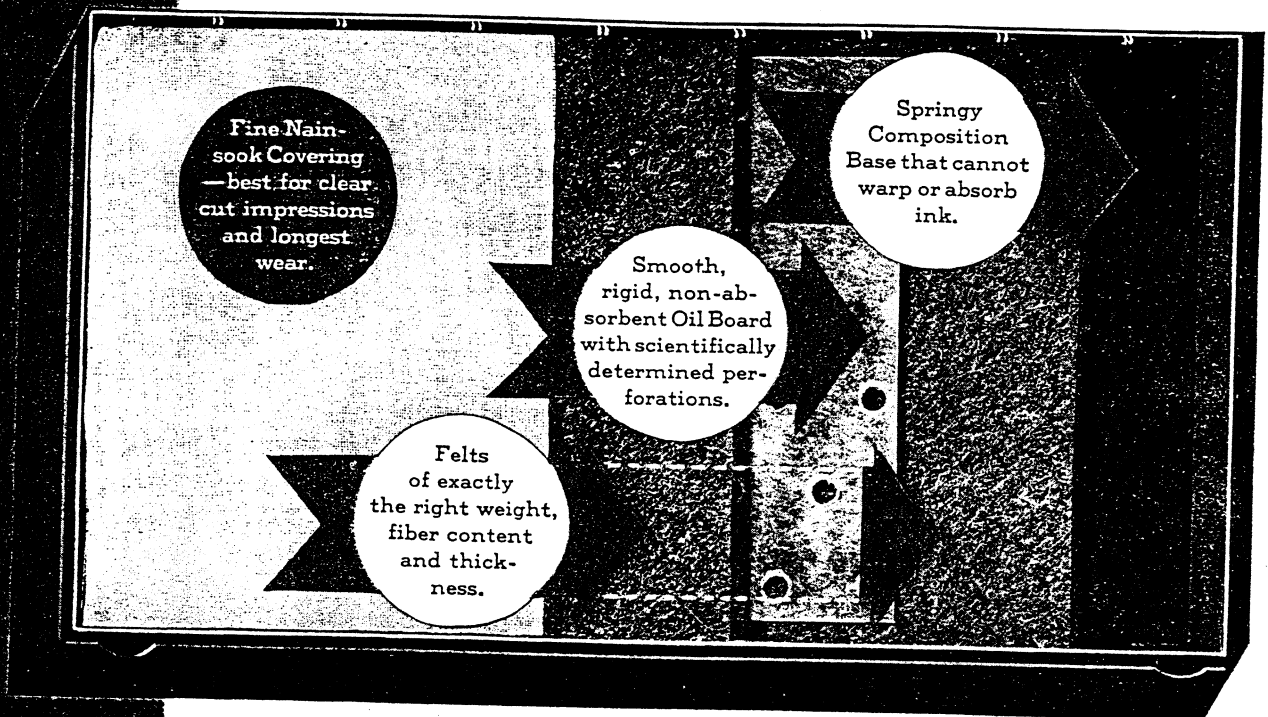 Fine Nain-
sook Covering
—best for clear
cut impressions
and longest
wear.
Springy
Composition
Base that cannot
warp or absorb
ink.
Smooth,
rigid, non-ab-
sorbent Oil Board
with scientifically
determined per-
forations.
Felts
of exactly
the right weight,
fiber content
and thick-
ness.